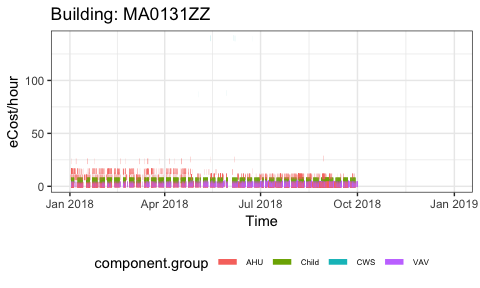 Building: MA0131ZZ
eCost/hour
100
50
0
Jan 2018 Apr 2018 Jul 2018 Oct 2018 Jan 2019
Time
component.group AHU Child CWS VAV